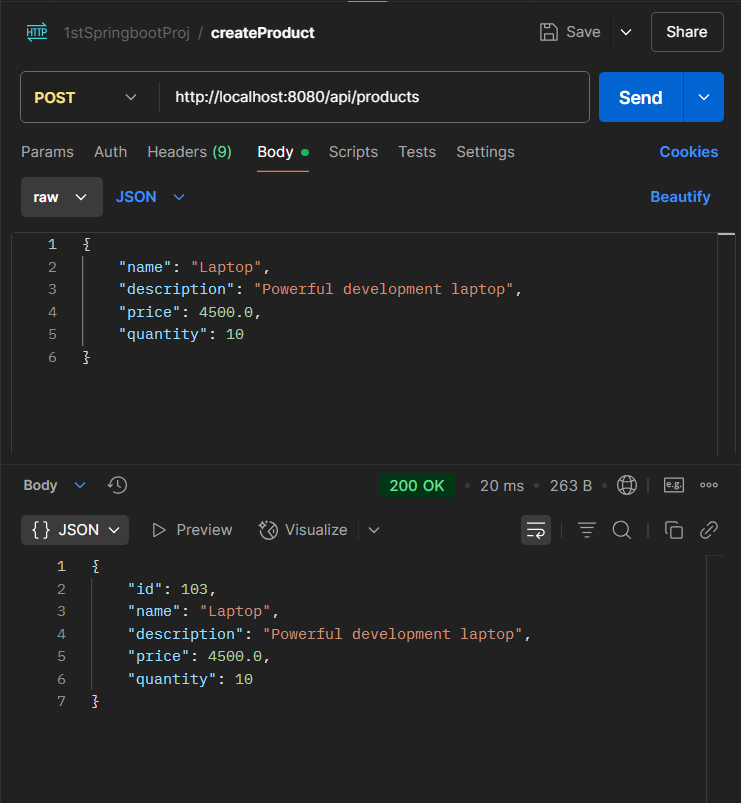 HTTP 1stSpringbootProj / createProduct Save Share
POST http://localhost:8080/api/products Send
Params Auth Headers (9) Body Scripts Tests Settings Cookies
raw JSON Beautify
1 {
2 "name": "Laptop",
3 "description": "Powerful development laptop",
4 "price": 4500.0,
5 "quantity": 10
6 }
Body 200 OK • 20 ms • 263 B e.g.
{} JSON Preview Visualize
1 {
2 "id": 103,
3 "name": "Laptop",
4 "description": "Powerful development laptop",
5 "price": 4500.0,
6 "quantity": 10
7 }